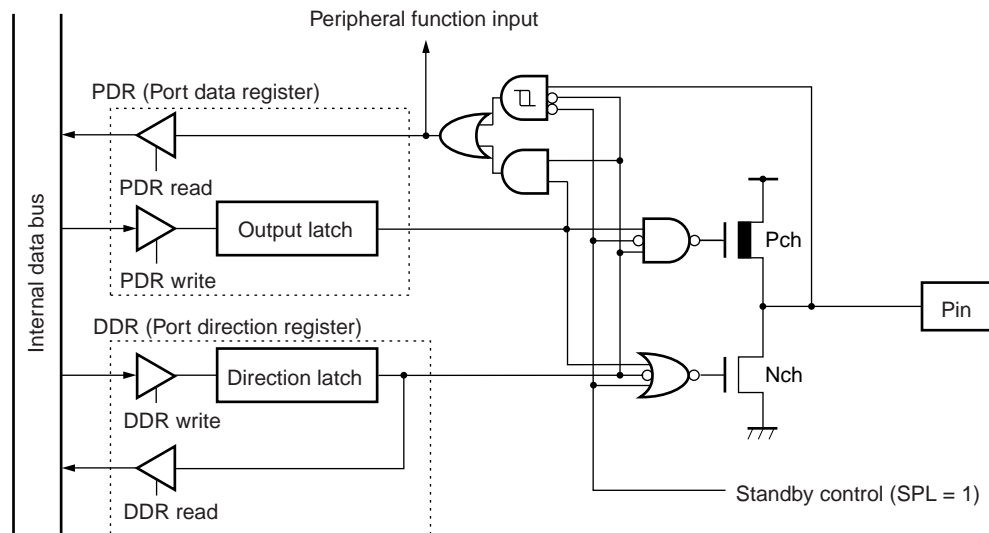 Peripheral function input
PDR (Port data register)
PDR read
Output latch
PDR write
Internal data bus
Pch
Pin
DDR (Port direction register)
Direction latch
Nch
DDR write
DDR read
Standby control (SPL = 1)